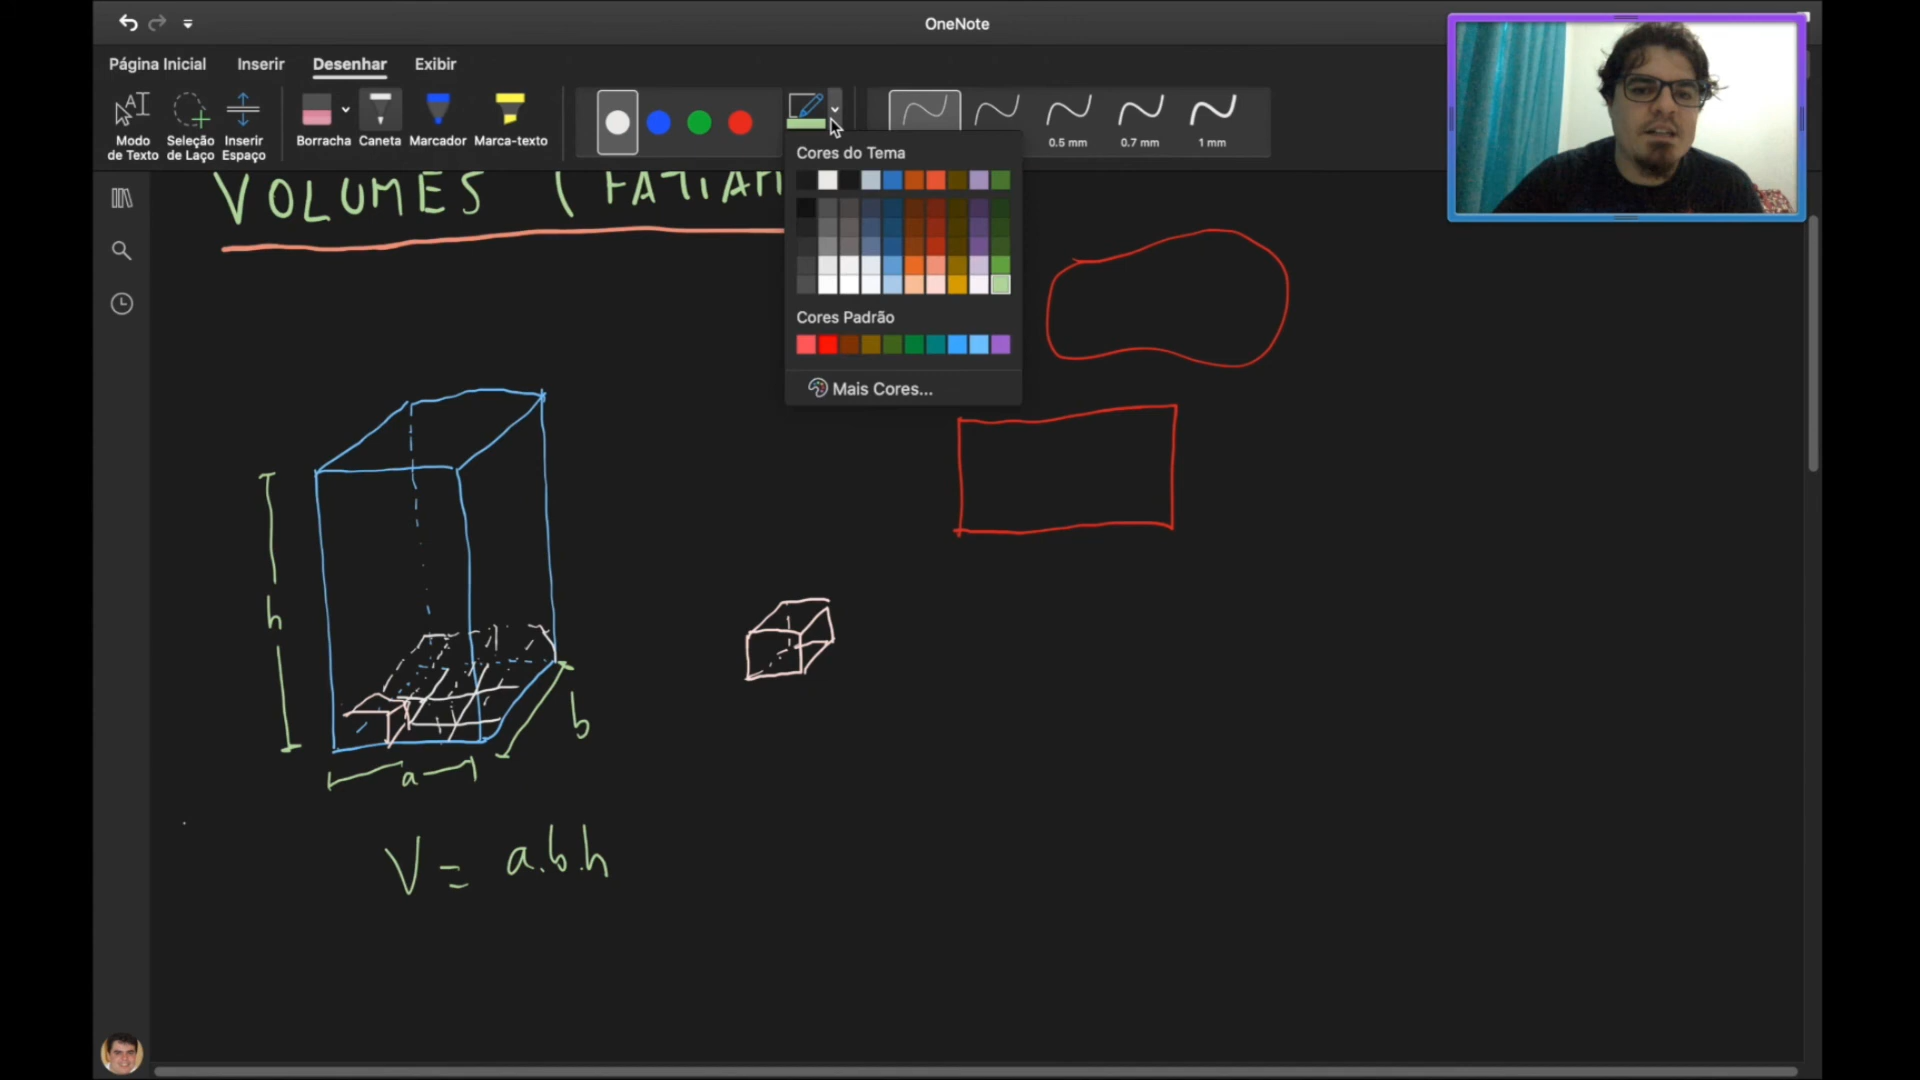 OneNote
Página Inicial Inserir Desenhar Exibir
Modo de Texto
Seleção de Laço
Inserir Espaço
Borracha
Caneta
Marcador
Marca-texto
0.5 mm
0.7 mm
1 mm
Cores do Tema
Cores Padrão
Mais Cores...
VOLUMES (
h
b
a
V = a.b.h